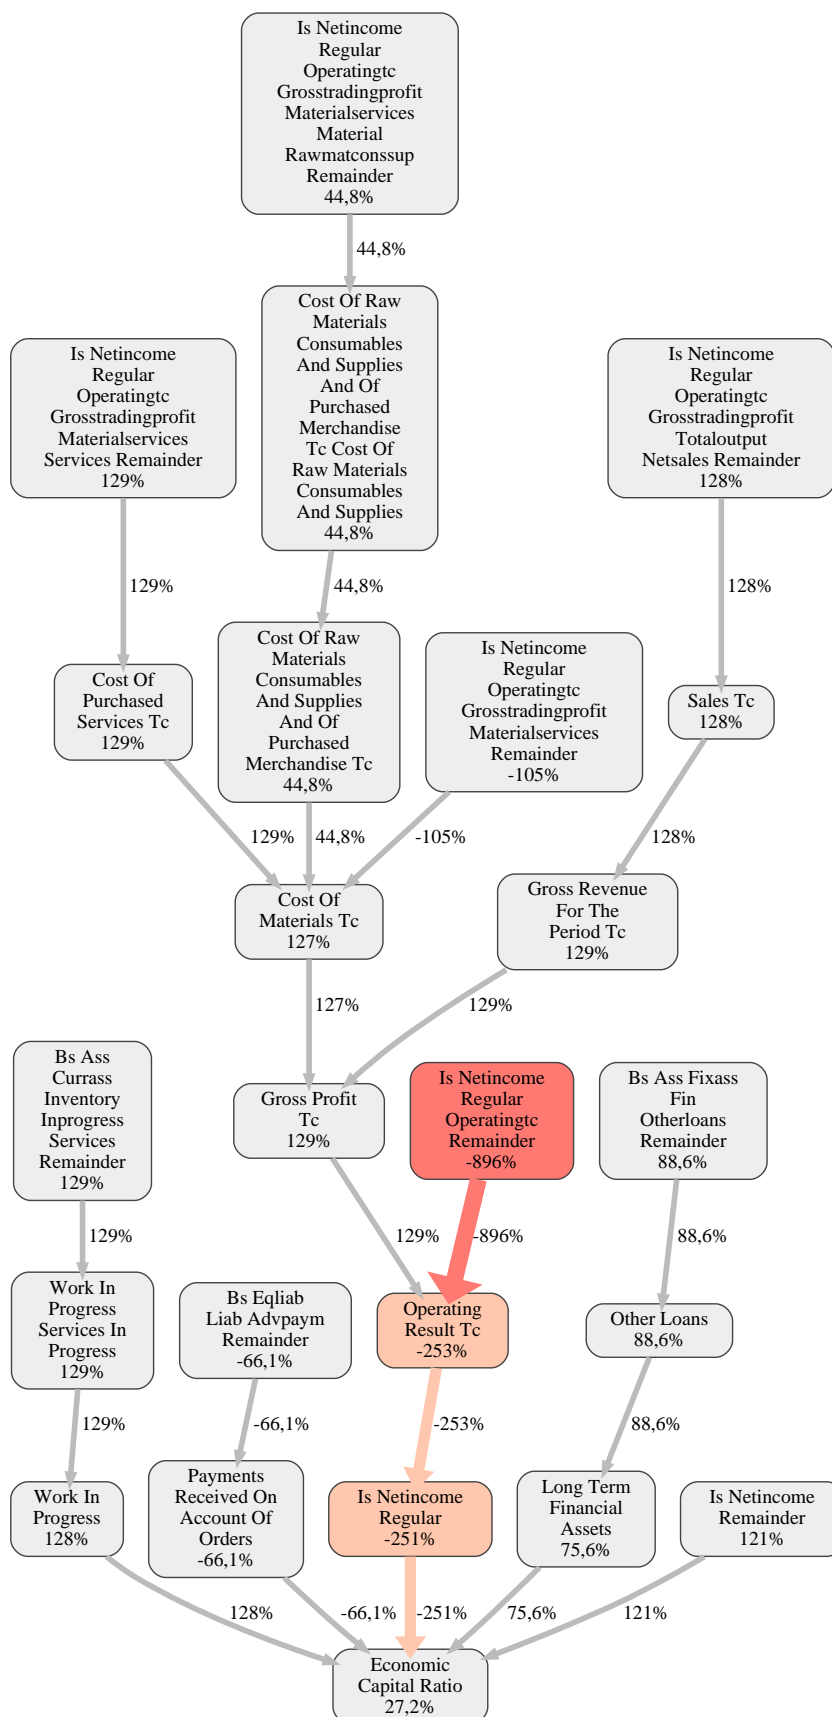 Is Netincome
Regular
Operatingtc
Grosstradingprofit
Materialservices
Material
Rawmatconssup
Remainder
44,8%
44,8%
Cost Of Raw
Materials
Consumables
And Supplies
And Of
Purchased
Merchandise
Tc Cost Of
Raw Materials
Consumables
And Supplies
44,8%
Is Netincome
Regular
Operatingtc
Grosstradingprofit
Materialservices
Services Remainder
129%
Is Netincome
Regular
Operatingtc
Grosstradingprofit
Totaloutput
Netsales Remainder
128%
129%
44,8%
128%
Cost Of
Purchased
Services Tc
129%
Cost Of Raw
Materials
Consumables
And Supplies
And Of
Purchased
Merchandise Tc
44,8%
Is Netincome
Regular
Operatingtc
Grosstradingprofit
Materialservices
Remainder
-105%
Sales Tc
128%
129%
44,8%
-105%
128%
Cost Of
Materials Tc
127%
Gross Revenue
For The
Period Tc
129%
127%
129%
Bs Ass
Currass
Inventory
Inprogress
Services
Remainder
129%
Gross Profit
Tc
129%
Is Netincome
Regular
Operatingtc
Remainder
-896%
Bs Ass Fixass
Fin
Otherloans
Remainder
88,6%
129%
129%
-896%
88,6%
Work In
Progress
Services In
Progress
129%
Bs Eqliab
Liab Advpaym
Remainder
-66,1%
Operating
Result Tc
-253%
Other Loans
88,6%
129%
-66,1%
-253%
88,6%
Work In
Progress
128%
Payments
Received On
Account Of
Orders
-66,1%
Is Netincome
Regular
-251%
Long Term
Financial
Assets
75,6%
Is Netincome
Remainder
121%
128%
-66,1%
-251%
75,6%
121%
Economic
Capital Ratio
27,2%